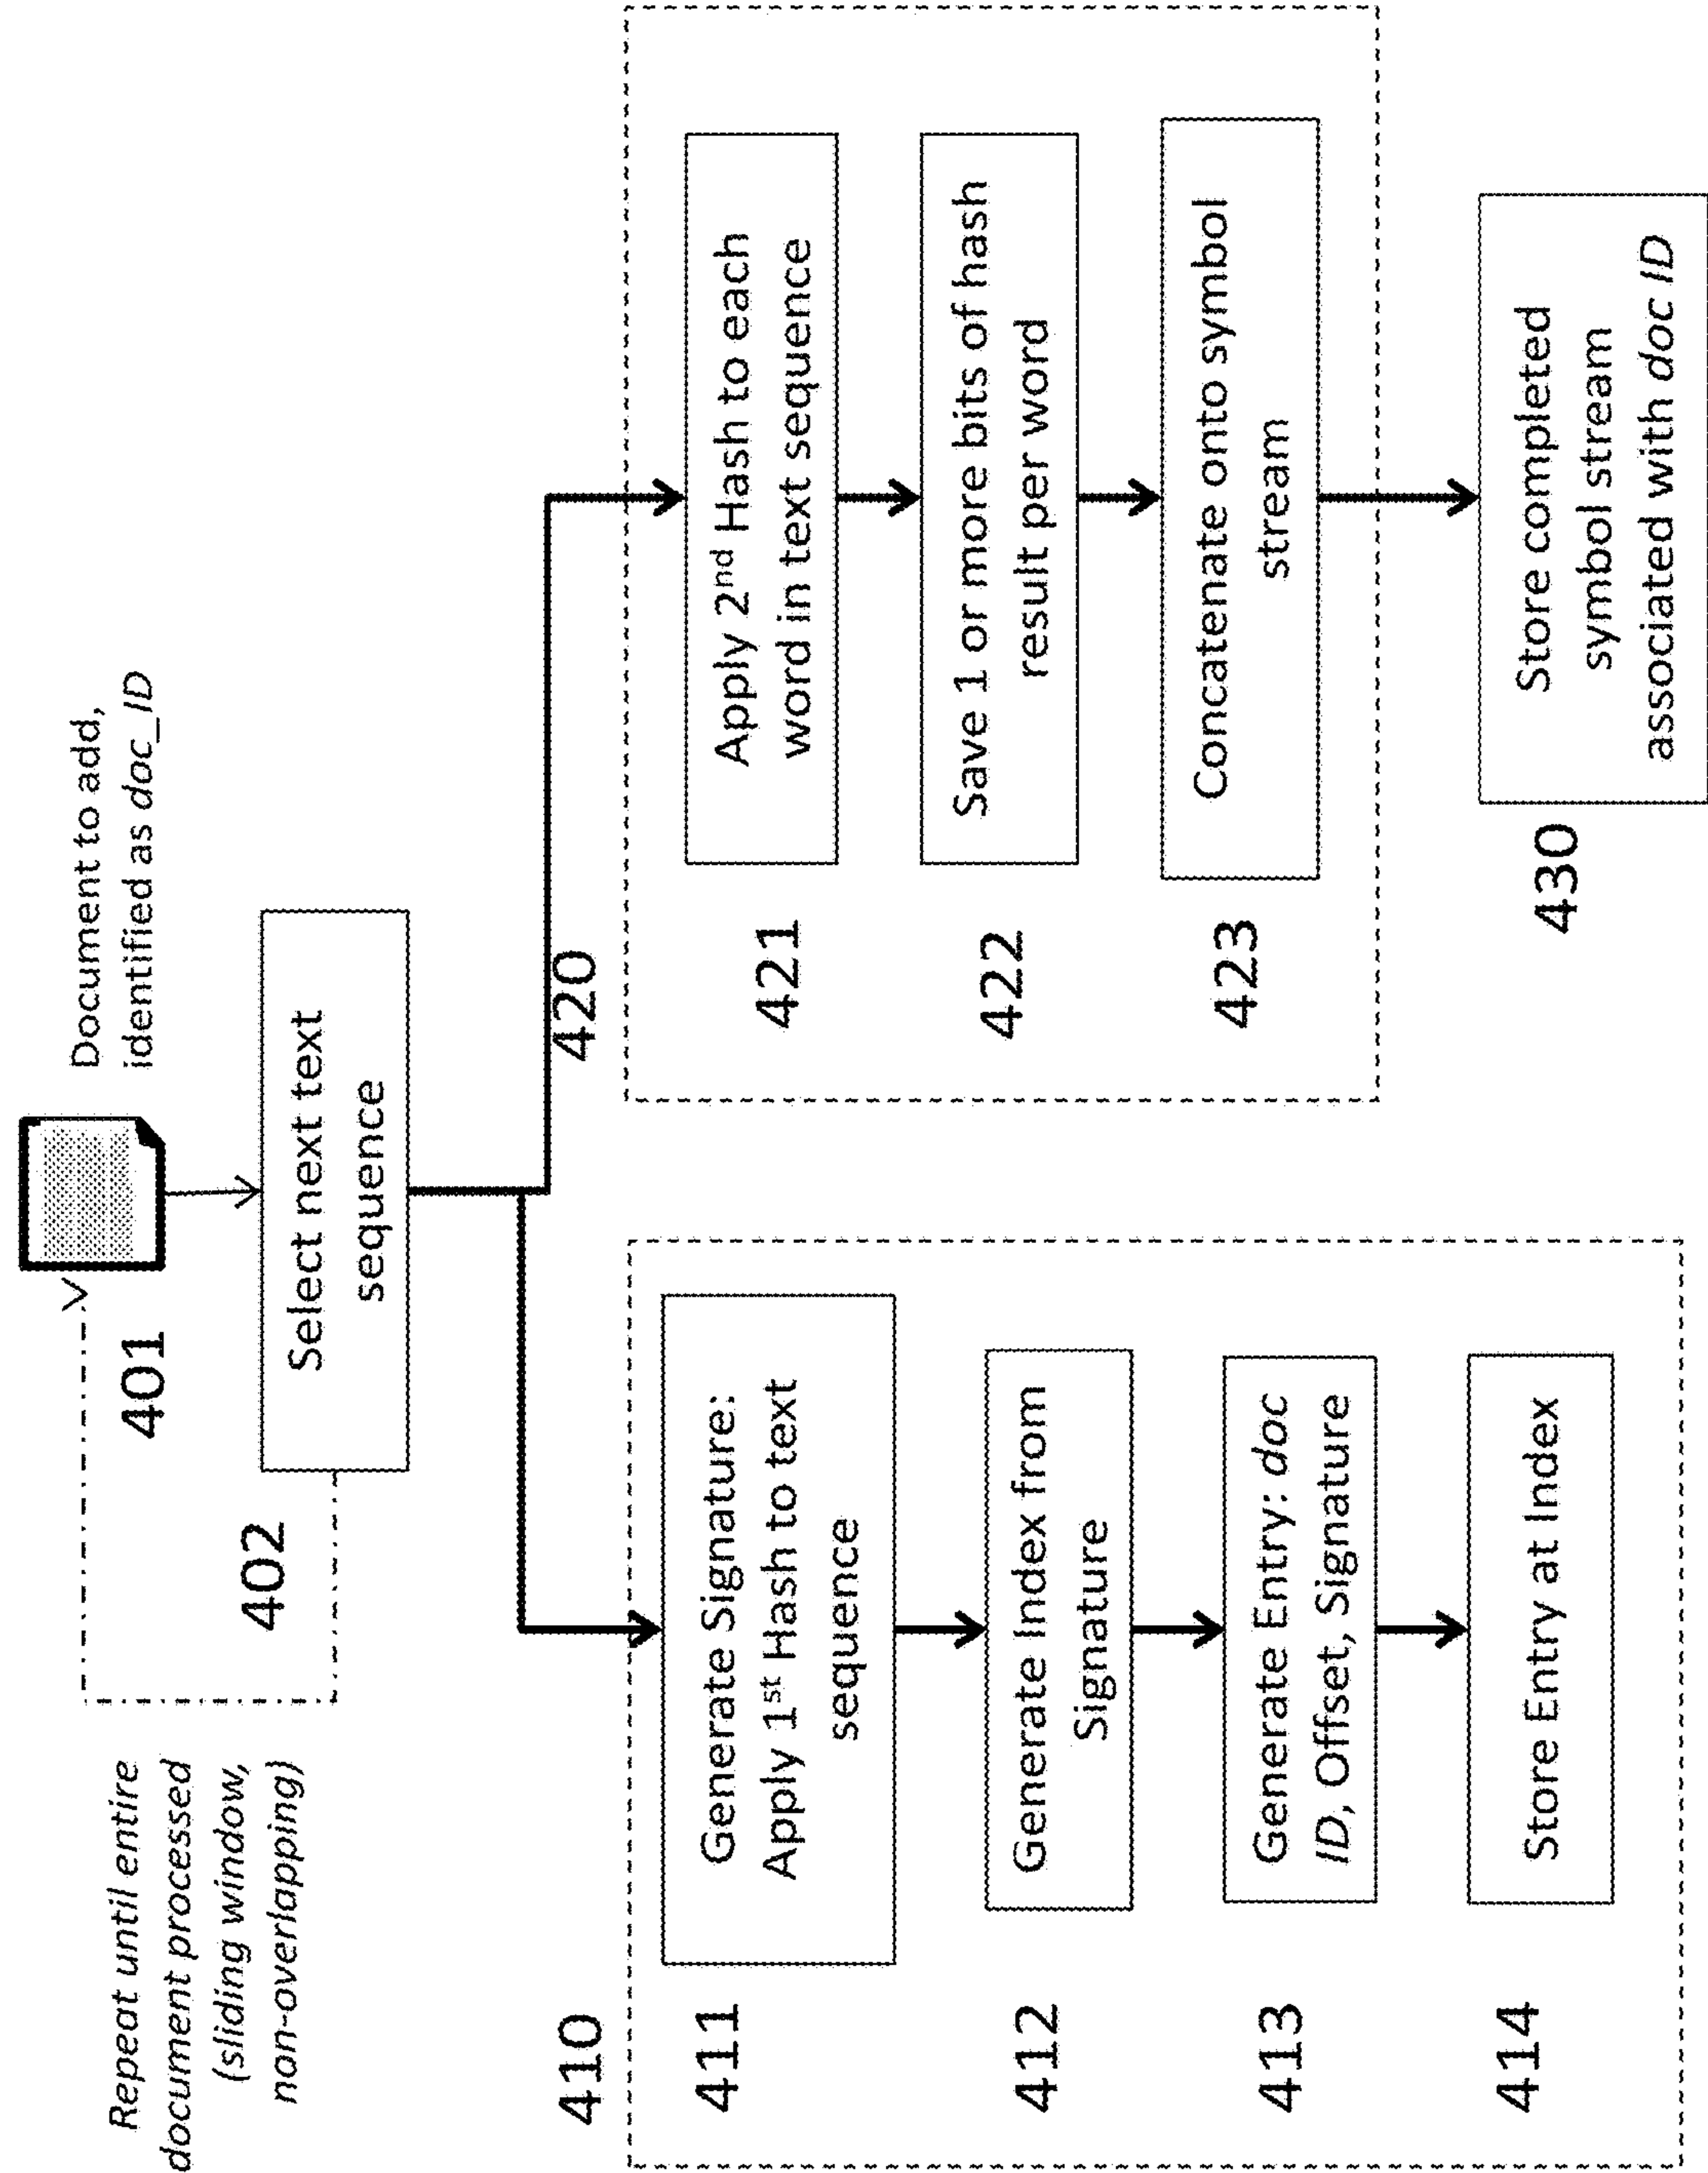 Document to add,
identified as doc_ID
401
Repeat until entire
document processed
(sliding window,
non-overlapping)
402
Select next text
sequence
410
411
Generate Signature:
Apply 1st Hash to text
sequence
412
Generate Index from
Signature
413
Generate Entry: doc
ID, Offset, Signature
414
Store Entry at Index
420
421
Apply 2nd Hash to each
word in text sequence
422
Save 1 or more bits of hash
result per word
423
Concatenate onto symbol
stream
430
Store completed
symbol stream
associated with doc ID